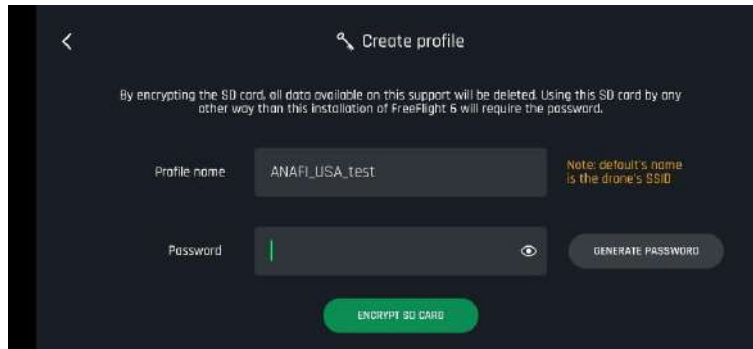 Create profile
By encrypting the SD card, all data available on this support will be deleted. Using this SD card by any
other way than this installation of FreeFlight 6 will require the password.
Profile name
ANAFI_USA_test
Note: default's name
is the drone's SSID
Password
GENERATE PASSWORD
ENCRYPT SD CARD